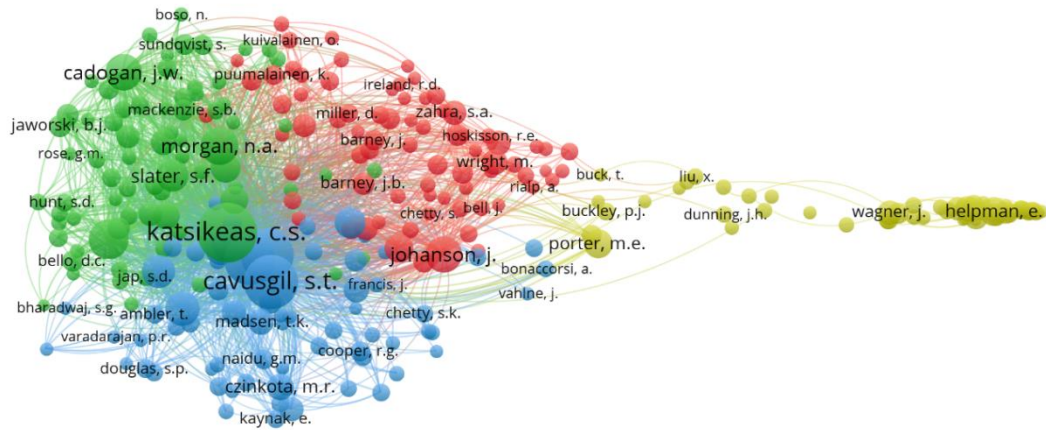 boso, n.
sundqvist, s.
kuivalainen, o.
cadogan, j.w.
puumalainen, k.
ireland, r.d.
mackenzie, s.b.
miller, d.
zahra, s.a.
jaworski, b.j.
barney, j.
hoskisson, r.e.
rose, g.m.
morgan, n.a.
wright, m.
slater, s.f.
barney, j.b.
rialp, a.
buck, t.
liu, x.
hunt, s.d.
chetty, s.
bell, j.
buckley, p.j.
dunning, j.h.
wagner, j.
helpman, e.
katsikeas, c.s.
porter, m.e.
bello, d.c.
johanson, j.
jap, s.d.
cavusgil, s.t.
francis, j.
bonaccorsi, a.
vahlne, j.
bharadwaj, s.g.
ambler, t.
madsen, t.k.
chetty, s.k.
varadarajan, p.r.
cooper, r.g.
douglas, s.p.
naidu, g.m.
czinkota, m.r.
kaynak, e.